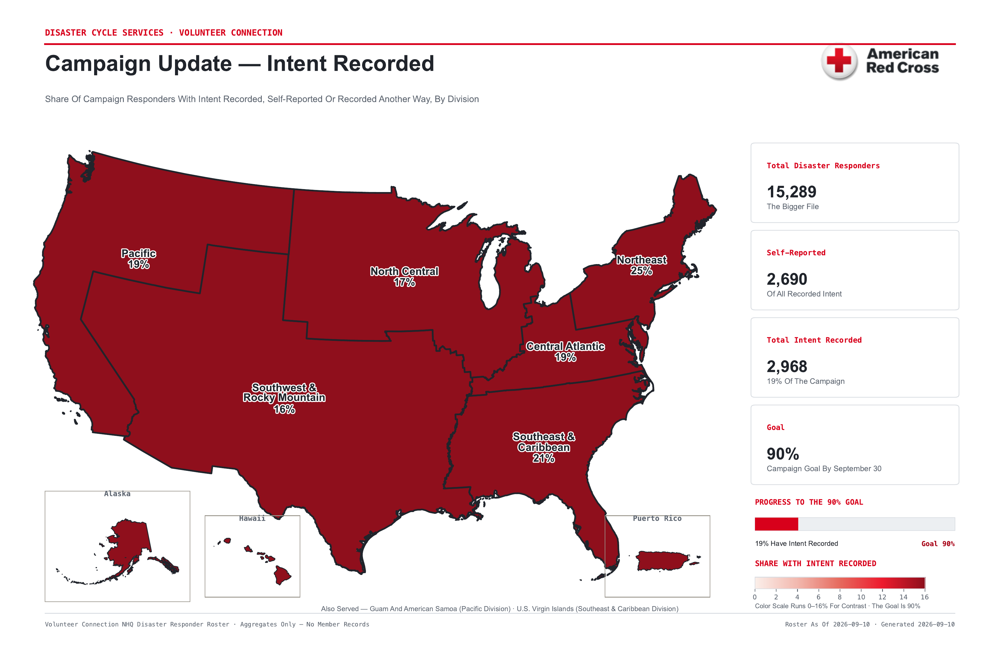 DISASTER CYCLE SERVICES · VOLUNTEER CONNECTION
Campaign Update — Intent Recorded
American
Red Cross
Share Of Campaign Responders With Intent Recorded, Self-Reported Or Recorded Another Way, By Division
Pacific
19%
North Central
17%
Northeast
25%
Central Atlantic
19%
Southwest &
Rocky Mountain
16%
Southeast &
Caribbean
21%
Alaska
Hawaii
Puerto Rico
Total Disaster Responders
15,289
The Bigger File
Self-Reported
2,690
Of All Recorded Intent
Total Intent Recorded
2,968
19% Of The Campaign
Goal
90%
Campaign Goal By September 30
PROGRESS TO THE 90% GOAL
19% Have Intent Recorded
Goal 90%
SHARE WITH INTENT RECORDED
0 2 4 6 8 10 12 14 16
Color Scale Runs 0–16% For Contrast · The Goal Is 90%
Also Served — Guam And American Samoa (Pacific Division) · U.S. Virgin Islands (Southeast & Caribbean Division)
Volunteer Connection NHQ Disaster Responder Roster · Aggregates Only — No Member Records
Roster As Of 2026-09-10 · Generated 2026-09-10